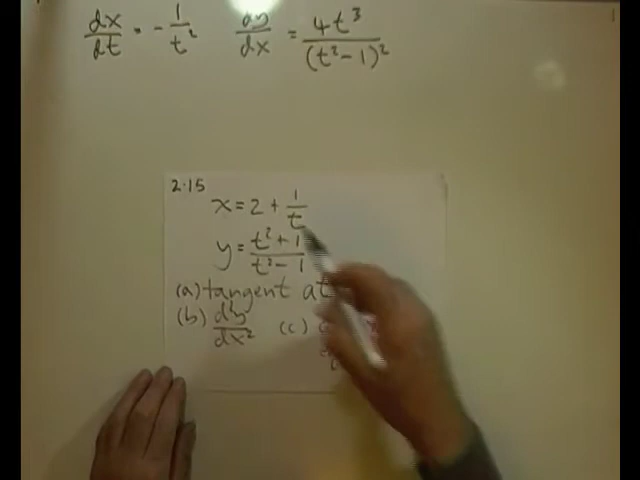 dx/dt = -1/t² dy/dx = 4t³/(t²-1)²
2.15
x = 2 + 1/t
y = (t²+1)/(t²-1)
(a) tangent at
(b) dy/dx² (c)